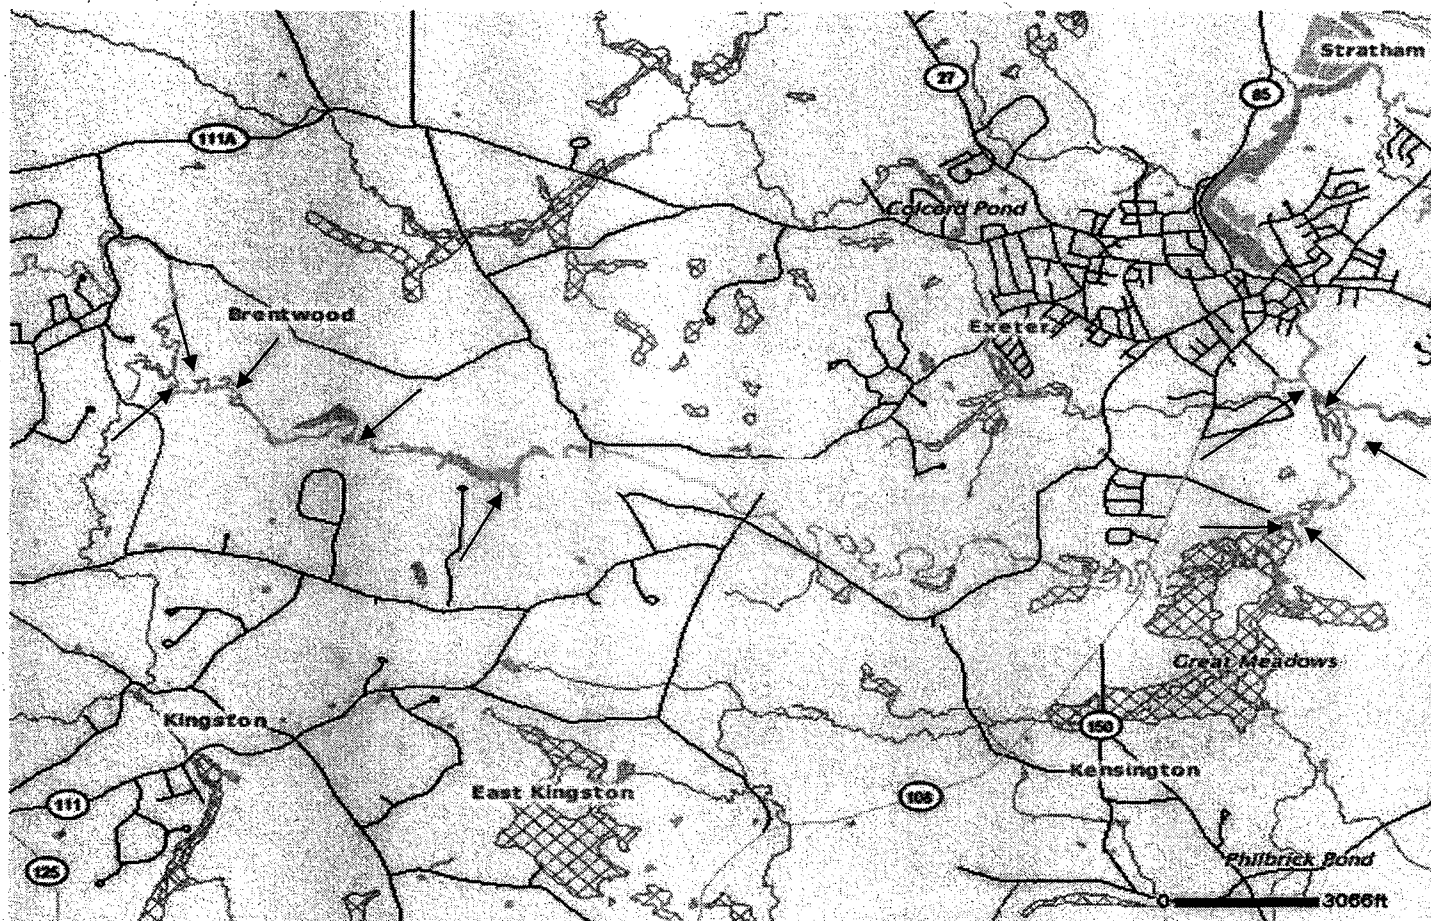 Stratham
27
85
111A
Colcord Pond
Brentwood
Exeter
Great Meadows
Kingston
150
Kensington
East Kingston
108
111
125
Philbrick Pond
0 3066ft